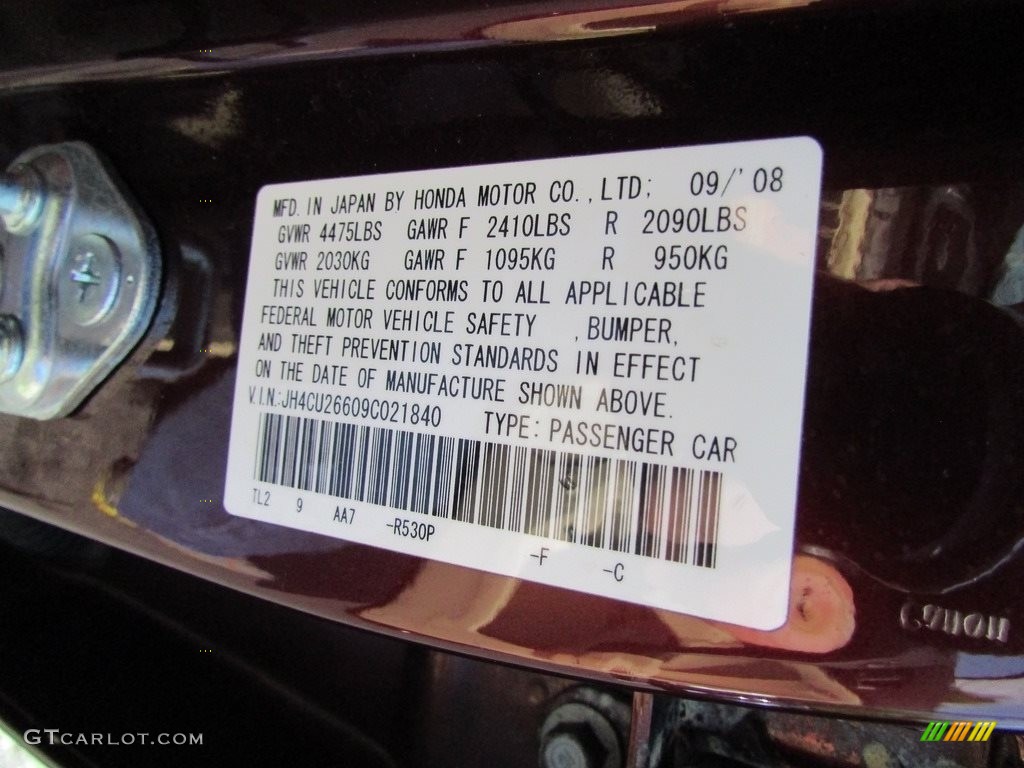 MFD. IN JAPAN BY HONDA MOTOR CO., LTD; 09/'08
GVWR 4475LBS GAWR F 2410LBS R 2090LBS
GVWR 2030KG GAWR F 1095KG R 950KG
THIS VEHICLE CONFORMS TO ALL APPLICABLE
FEDERAL MOTOR VEHICLE SAFETY , BUMPER,
AND THEFT PREVENTION STANDARDS IN EFFECT
ON THE DATE OF MANUFACTURE SHOWN ABOVE.
V.I.N.:JH4CU26609C021840 TYPE: PASSENGER CAR
TL2 9 AA7 -R530P -F -C
GTCARLOT.COM